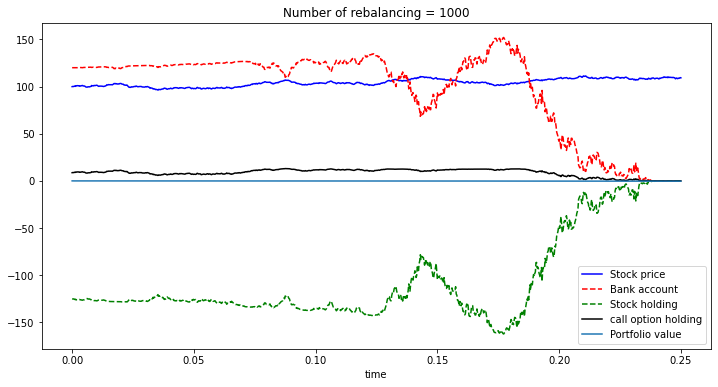 Number of rebalancing = 1000
150
100
50
0
−50
−100
−150
0.00 0.05 0.10 0.15 0.20 0.25
time
Stock price
Bank account
Stock holding
call option holding
Portfolio value